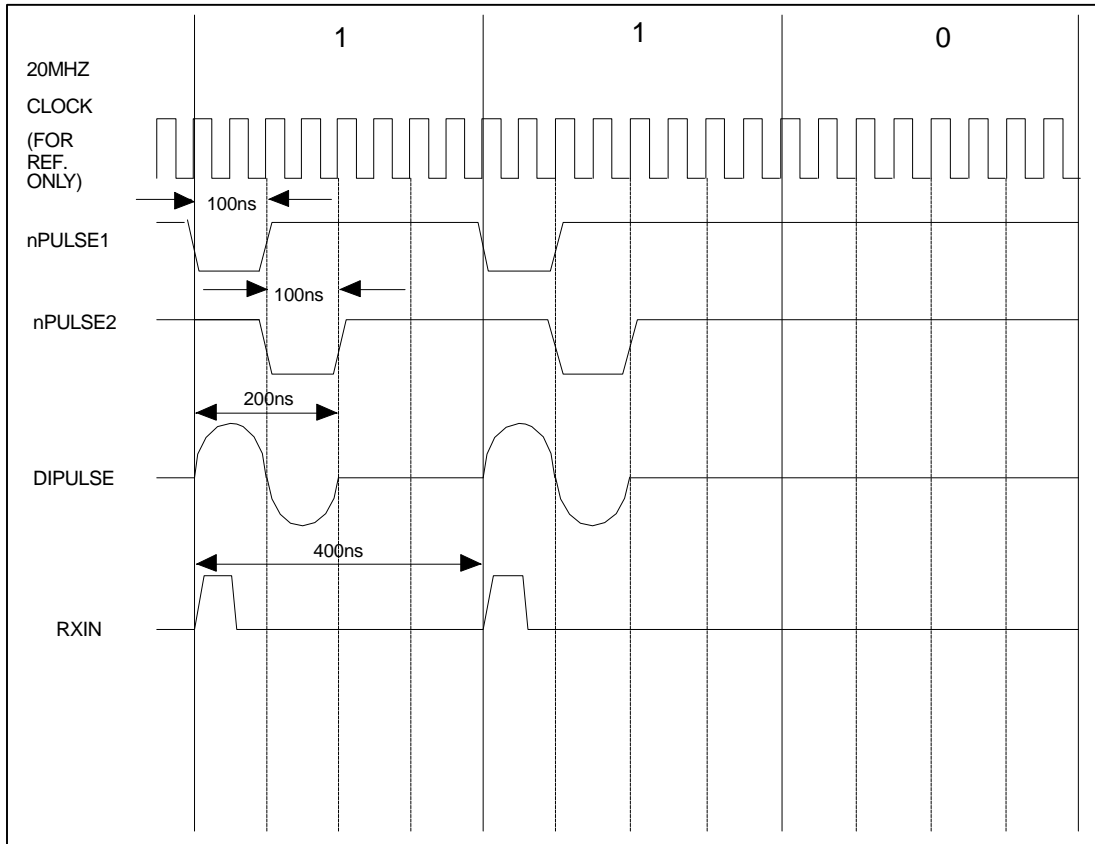 1
1
0
20MHZ
CLOCK
(FOR
REF.
ONLY)
100ns
nPULSE1
100ns
nPULSE2
200ns
DIPULSE
400ns
RXIN